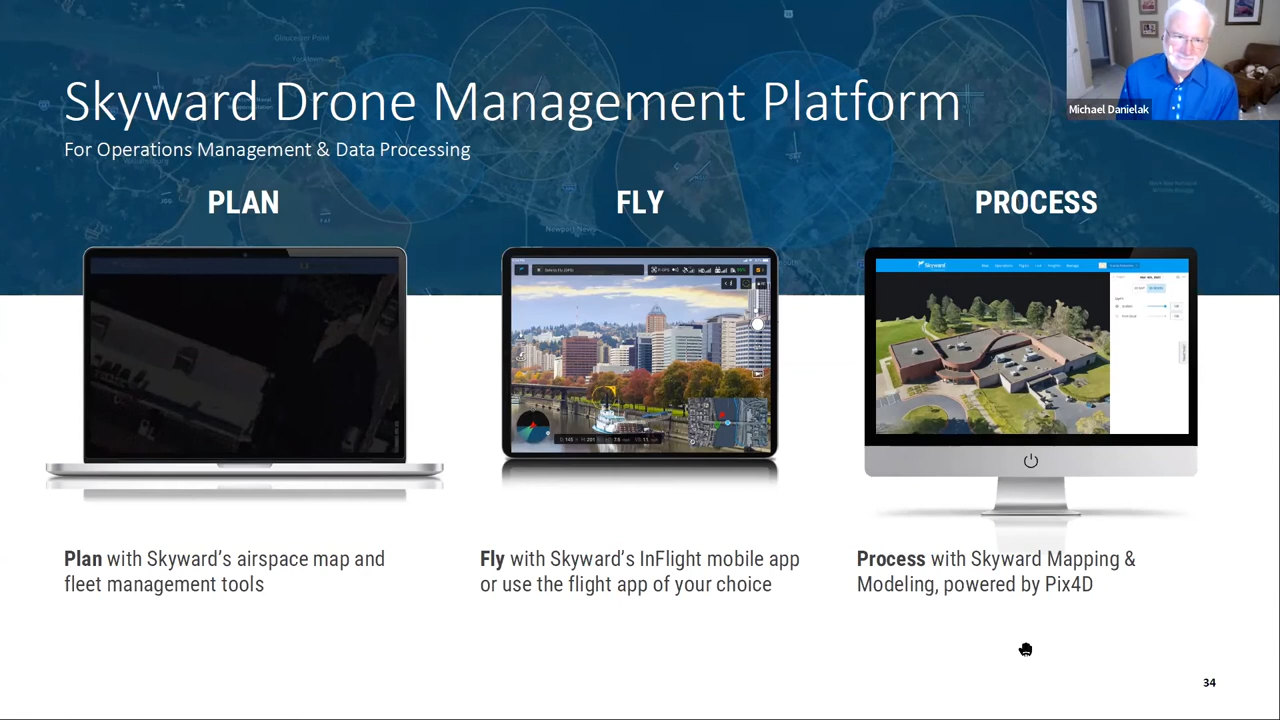 Skyward Drone Management Platform
For Operations Management & Data Processing
Michael Danielak
PLAN
FLY
PROCESS
Skyward
Plan with Skyward's airspace map and
fleet management tools
Fly with Skyward's InFlight mobile app
or use the flight app of your choice
Process with Skyward Mapping &
Modeling, powered by Pix4D
34